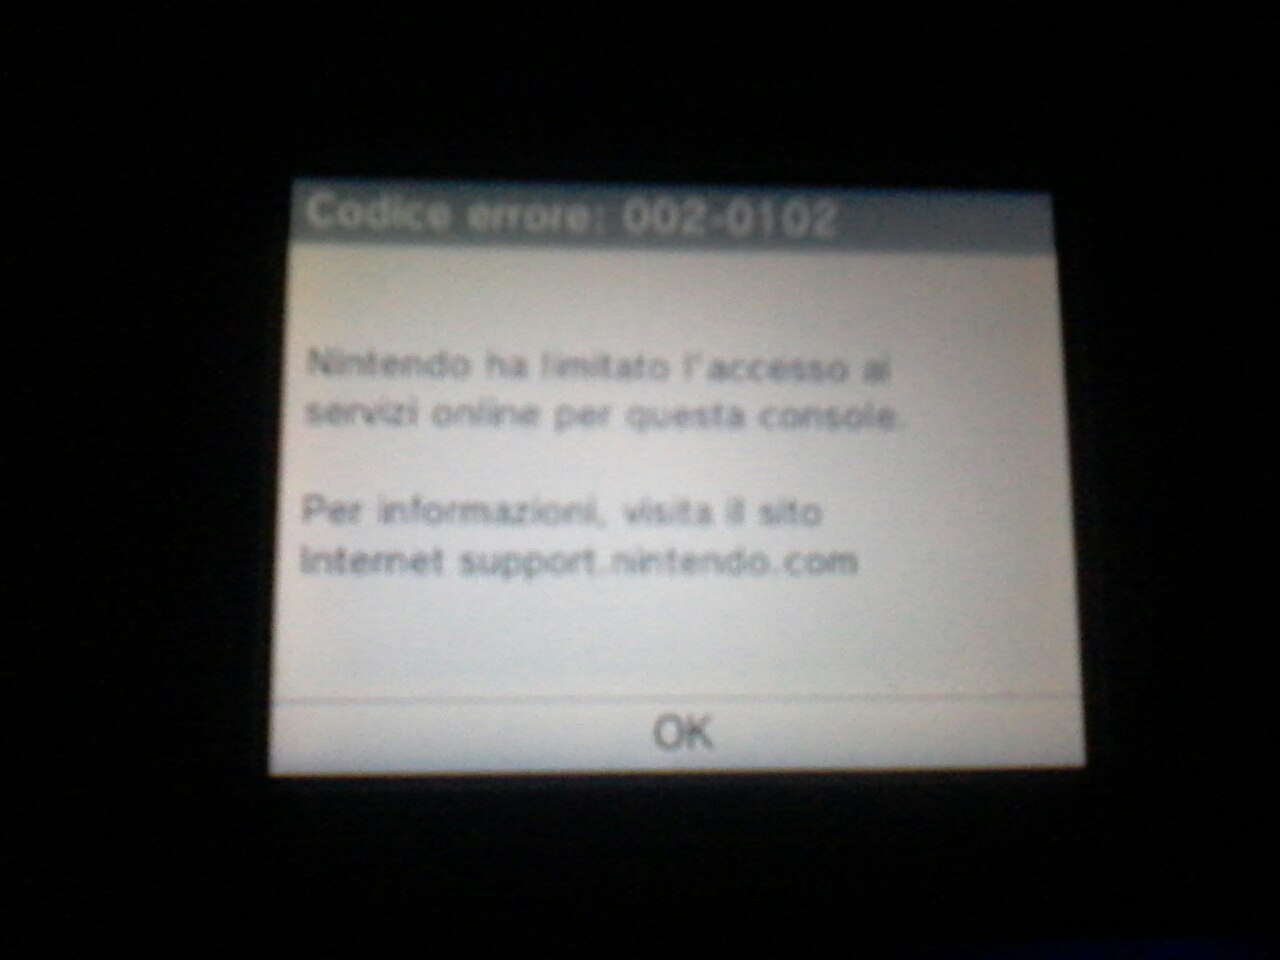 Codice errore: 002-0102
Nintendo ha limitato l'accesso ai
servizi online per questa console.
Per informazioni, visita il sito
Internet support.nintendo.com
OK